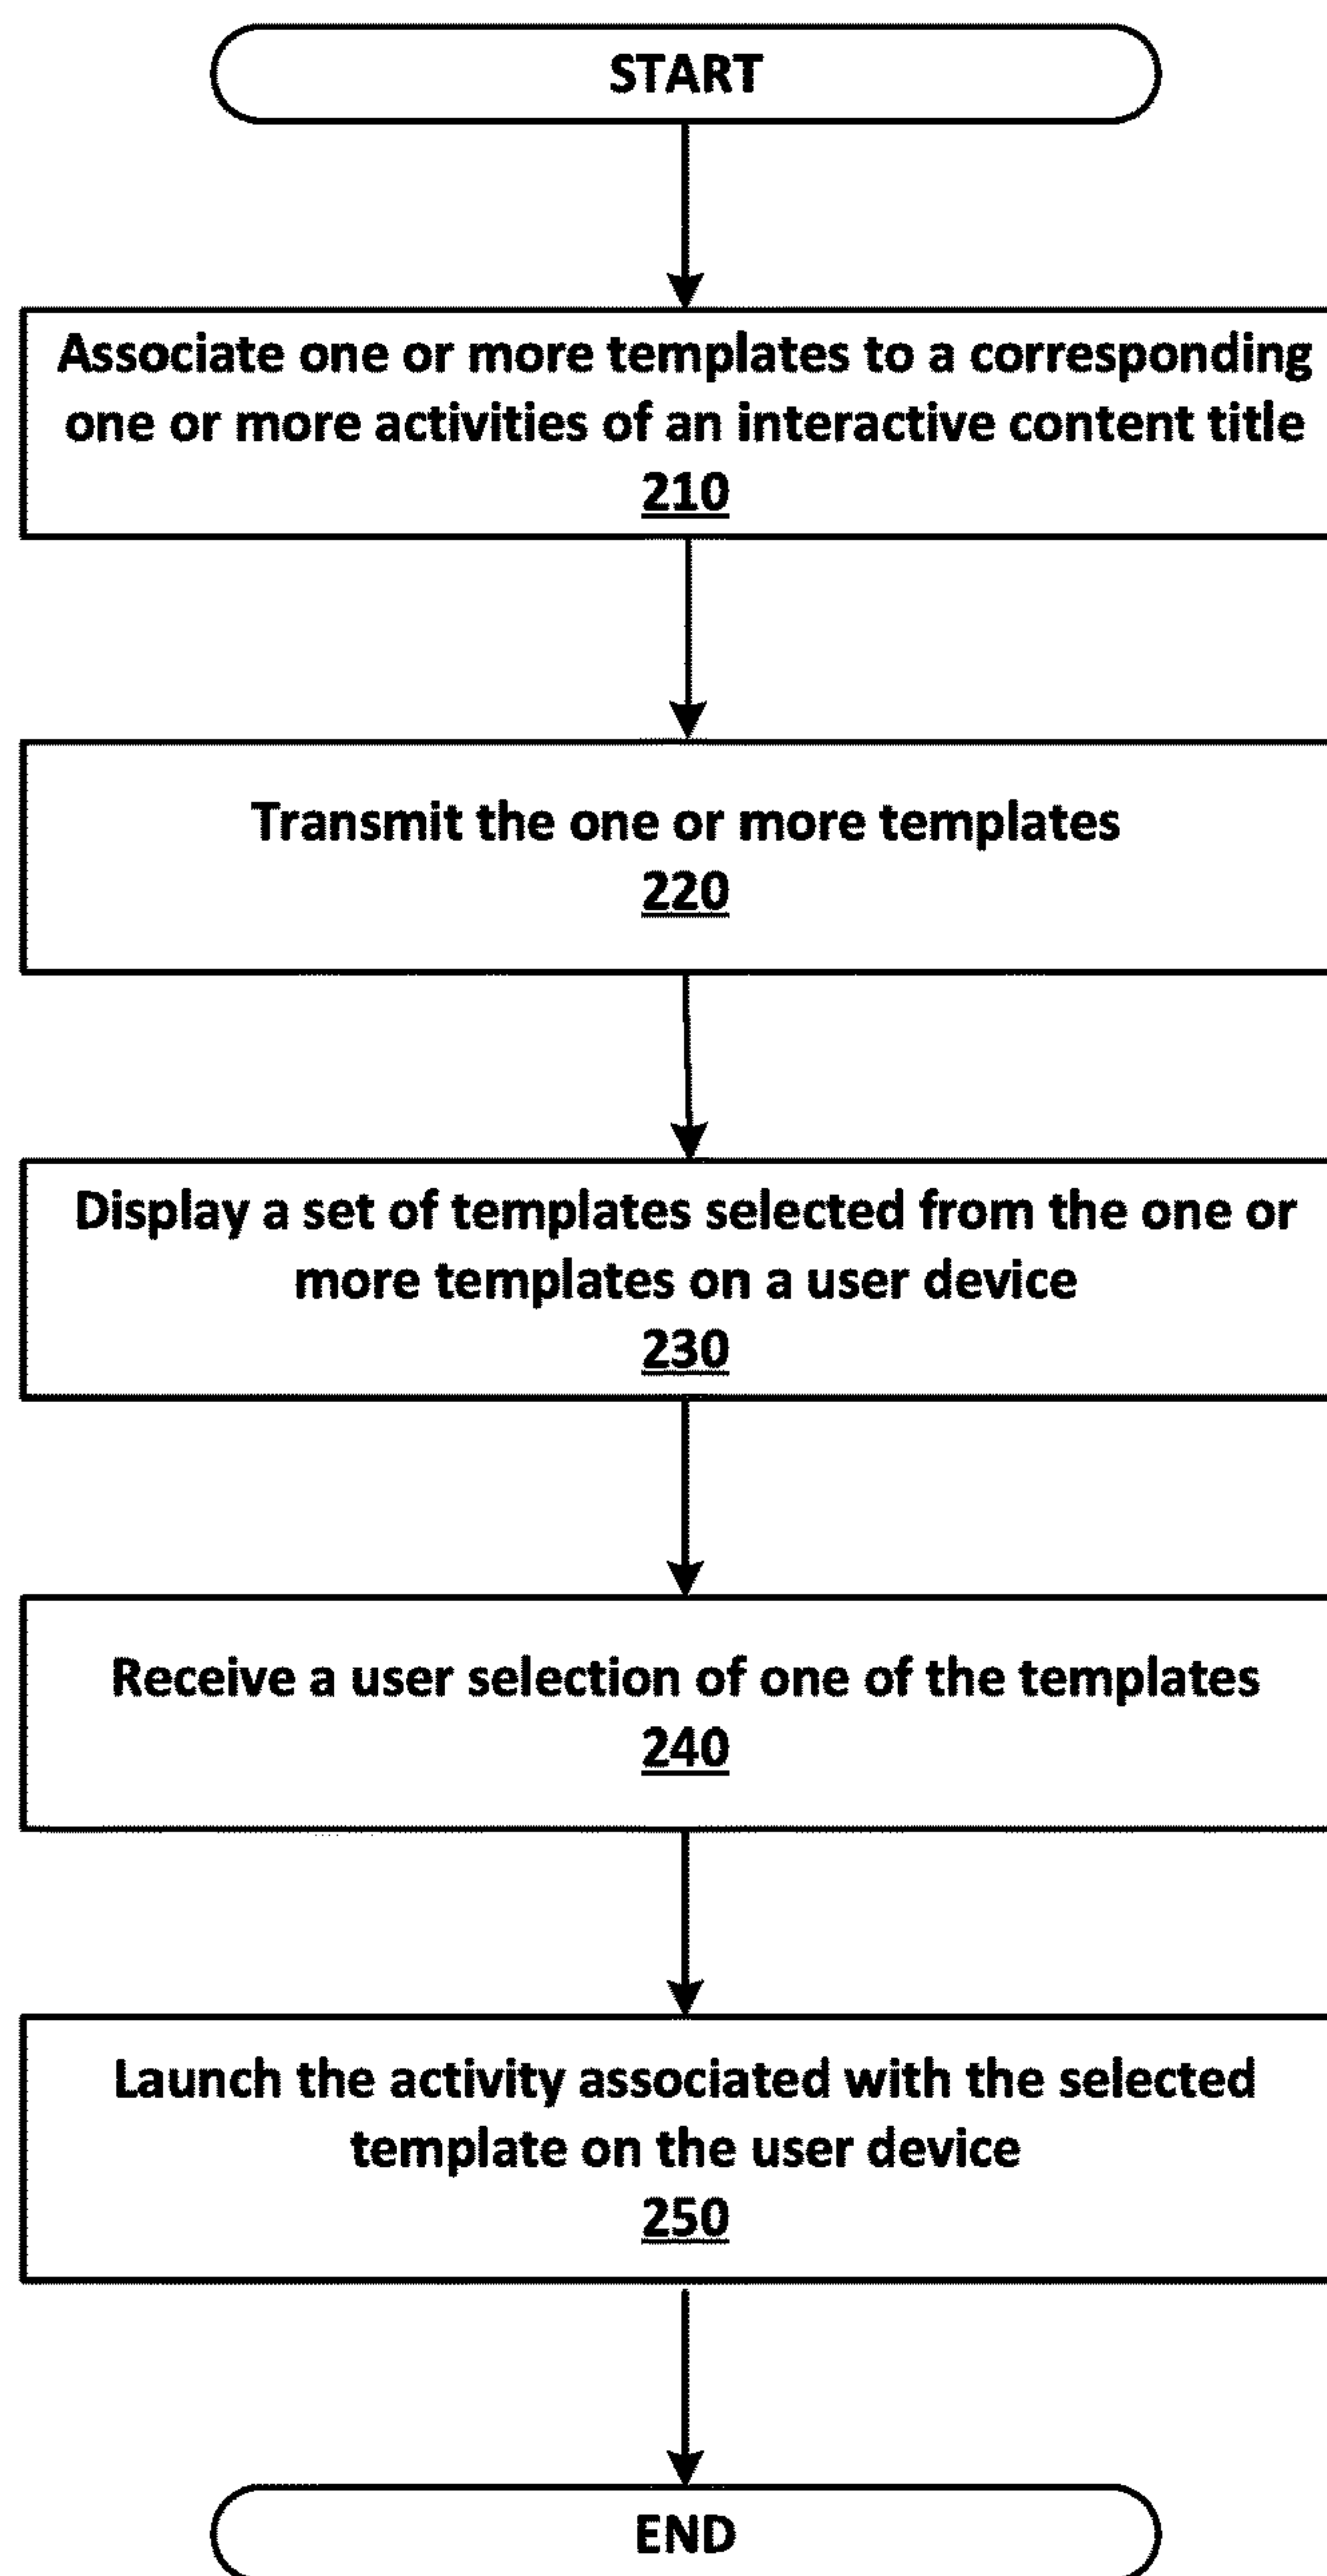 START
Associate one or more templates to a corresponding
one or more activities of an interactive content title
210
Transmit the one or more templates
220
Display a set of templates selected from the one or
more templates on a user device
230
Receive a user selection of one of the templates
240
Launch the activity associated with the selected
template on the user device
250
END